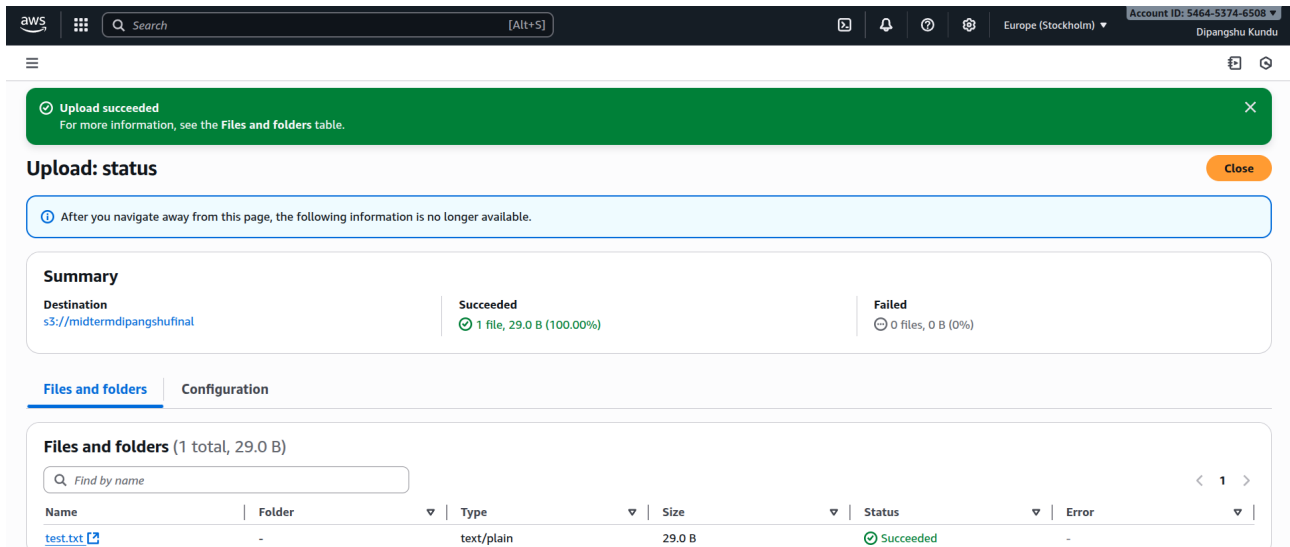 aws Search [Alt+S] Europe (Stockholm) Account ID: 5464-5374-6508
Dipangshu Kundu
Upload succeeded
For more information, see the Files and folders table.
Upload: status Close
After you navigate away from this page, the following information is no longer available.
Summary
Destination Succeeded Failed
s3://midtermdipangshufinal 1 file, 29.0 B (100.00%) 0 files, 0 B (0%)
Files and folders Configuration
Files and folders (1 total, 29.0 B)
Find by name 1
Name Folder Type Size Status Error
test.txt - text/plain 29.0 B Succeeded -